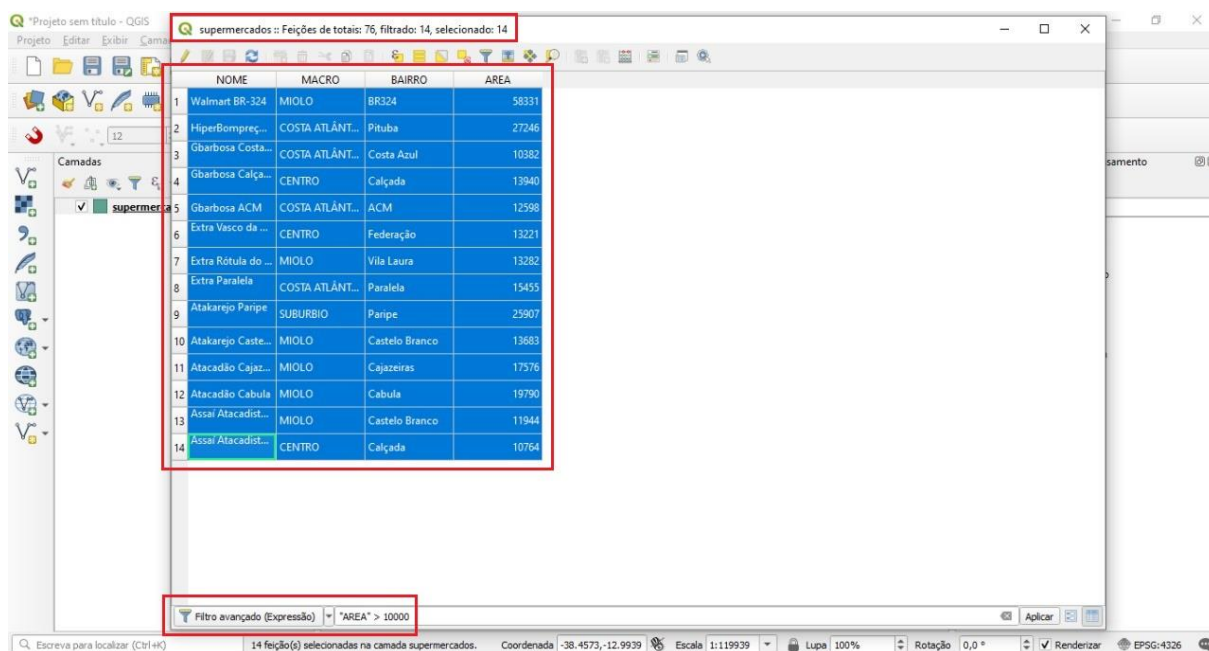 *Projeto sem título - QGIS
Projeto Editar Exibir Cama
supermercados :: Feições de totais: 76, filtrado: 14, selecionado: 14
12
Camadas
samento
NOME MACRO BAIRRO AREA
1 Walmart BR-324 MIOLO BR324 58331
2 HiperBompreç... COSTA ATLÂNT... Pituba 27246
3 Gbarbosa Costa... COSTA ATLÂNT... Costa Azul 10382
4 Gbarbosa Calça... CENTRO Calçada 13940
supermerca 5 Gbarbosa ACM COSTA ATLÂNT... ACM 12598
6 Extra Vasco da ... CENTRO Federação 13221
7 Extra Rótula do ... MIOLO Vila Laura 13282
8 Extra Paralela COSTA ATLÂNT... Paralela 15455
9 Atakarejo Paripe SUBURBIO Paripe 25907
10 Atakarejo Caste... MIOLO Castelo Branco 13683
11 Atacadão Cajaz... MIOLO Cajazeiras 17576
12 Atacadão Cabula MIOLO Cabula 19790
13 Assaí Atacadist... MIOLO Castelo Branco 11944
14 Assaí Atacadist... CENTRO Calçada 10764
Filtro avançado (Expressão) "AREA" > 10000 Aplicar
Escreva para localizar (Ctrl+K) 14 feição(s) selecionadas na camada supermercados. Coordenada -38.4573,-12.9939 Escala 1:119939 Lupa 100% Rotação 0,0 ° Renderizar EPSG:4326